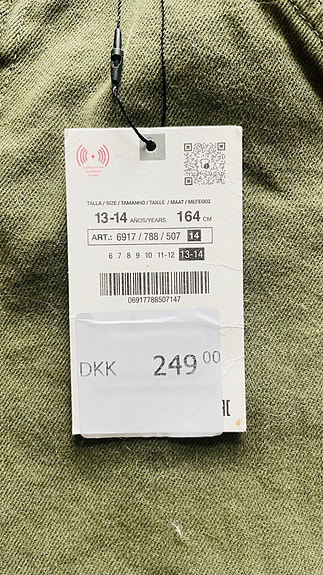 TALLA / SIZE / TAMANHO / TAILLE / MAAT / МЕГЕӨОЗ
13-14 AÑOS/YEARS 164 CM
ART.: 6917 / 788 / 507 14
6 7 8 9 10 11-12 13-14
06917788507147
DKK 249 00